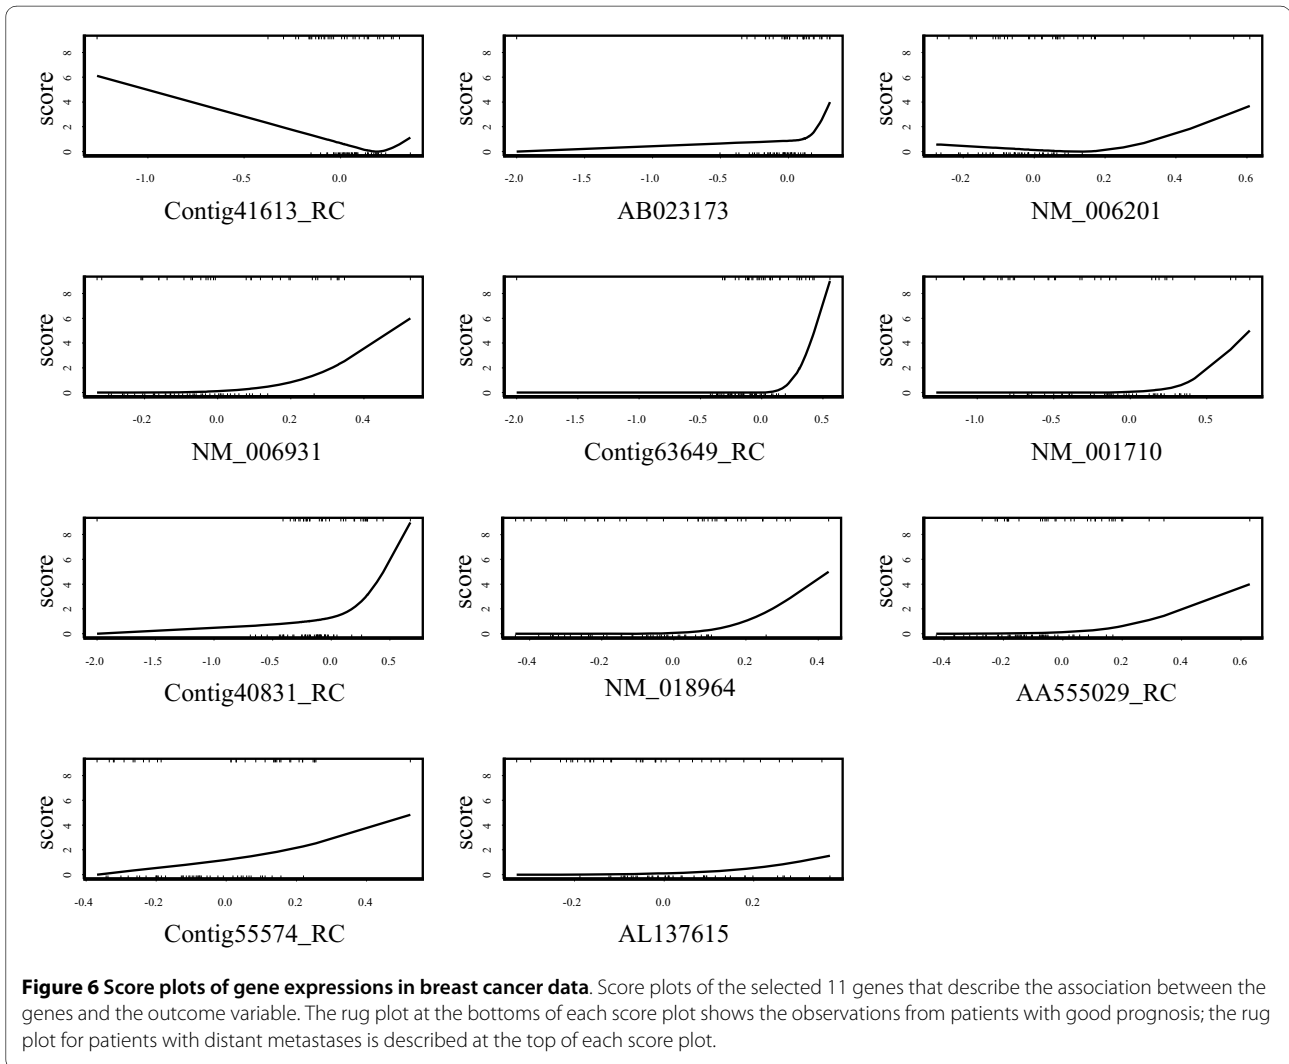 score
0 2 4 6 8
-1.0 -0.5 0.0
Contig41613_RC
score
0 2 4 6 8
-2.0 -1.5 -1.0 -0.5 0.0
AB023173
score
0 2 4 6 8
-0.2 0.0 0.2 0.4 0.6
NM_006201
score
0 2 4 6 8
-0.2 0.0 0.2 0.4
NM_006931
score
0 2 4 6 8
-2.0 -1.5 -1.0 -0.5 0.0 0.5
Contig63649_RC
score
0 2 4 6 8
-1.0 -0.5 0.0 0.5
NM_001710
score
0 2 4 6 8
-2.0 -1.5 -1.0 -0.5 0.0 0.5
Contig40831_RC
score
0 2 4 6 8
-0.4 -0.2 0.0 0.2 0.4
NM_018964
score
0 2 4 6 8
-0.4 -0.2 0.0 0.2 0.4 0.6
AA555029_RC
score
0 2 4 6 8
-0.4 -0.2 0.0 0.2 0.4
Contig55574_RC
score
0 2 4 6 8
-0.2 0.0 0.2
AL137615
Figure 6 Score plots of gene expressions in breast cancer data. Score plots of the selected 11 genes that describe the association between the
genes and the outcome variable. The rug plot at the bottoms of each score plot shows the observations from patients with good prognosis; the rug
plot for patients with distant metastases is described at the top of each score plot.